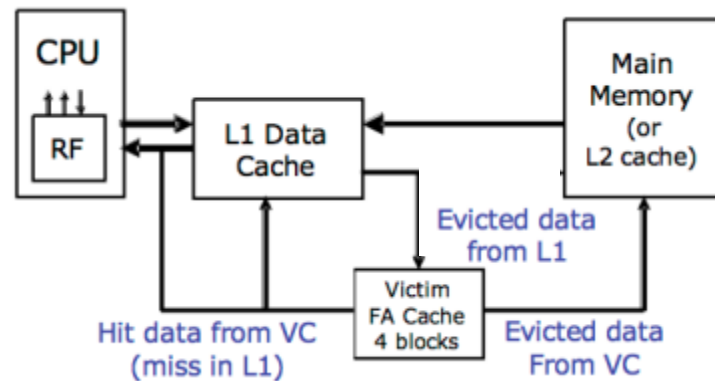 CPU
RF
L1 Data
Cache
Main
Memory
(or
L2 cache)
Evicted data
from L1
Victim
FA Cache
4 blocks
Hit data from VC
(miss in L1)
Evicted data
From VC